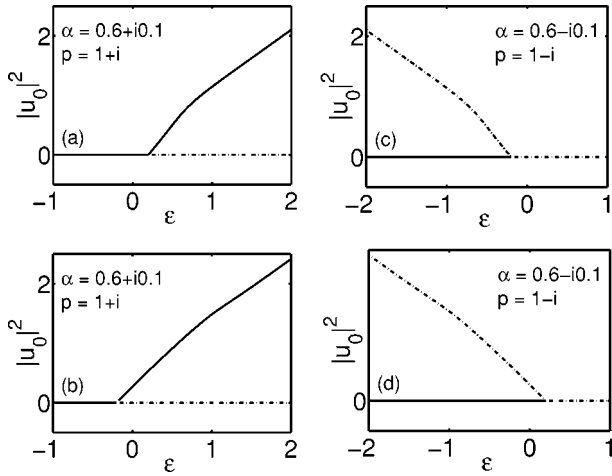 2
α = 0.6+i0.1
p = 1+i
|u₀|²
(a)
0
−1 0 1 2
ε
2
α = 0.6−i0.1
p = 1−i
|u₀|²
(c)
0
−2 −1 0 1
ε
α = 0.6+i0.1
p = 1+i
2
|u₀|²
(b)
0
−1 0 1 2
ε
α = 0.6−i0.1
p = 1−i
2
|u₀|²
(d)
0
−2 −1 0 1
ε